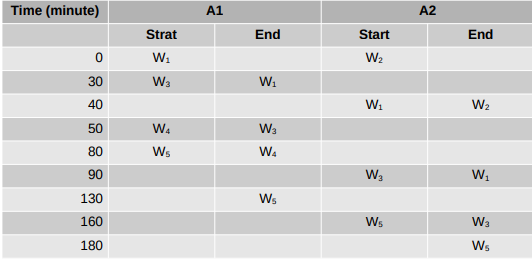 Time (minute) A1 A2
Strat End Start End
0 W₁ W₂
30 W₃ W₁
40 W₁ W₂
50 W₄ W₃
80 W₅ W₄
90 W₃ W₁
130 W₅
160 W₅ W₃
180 W₅